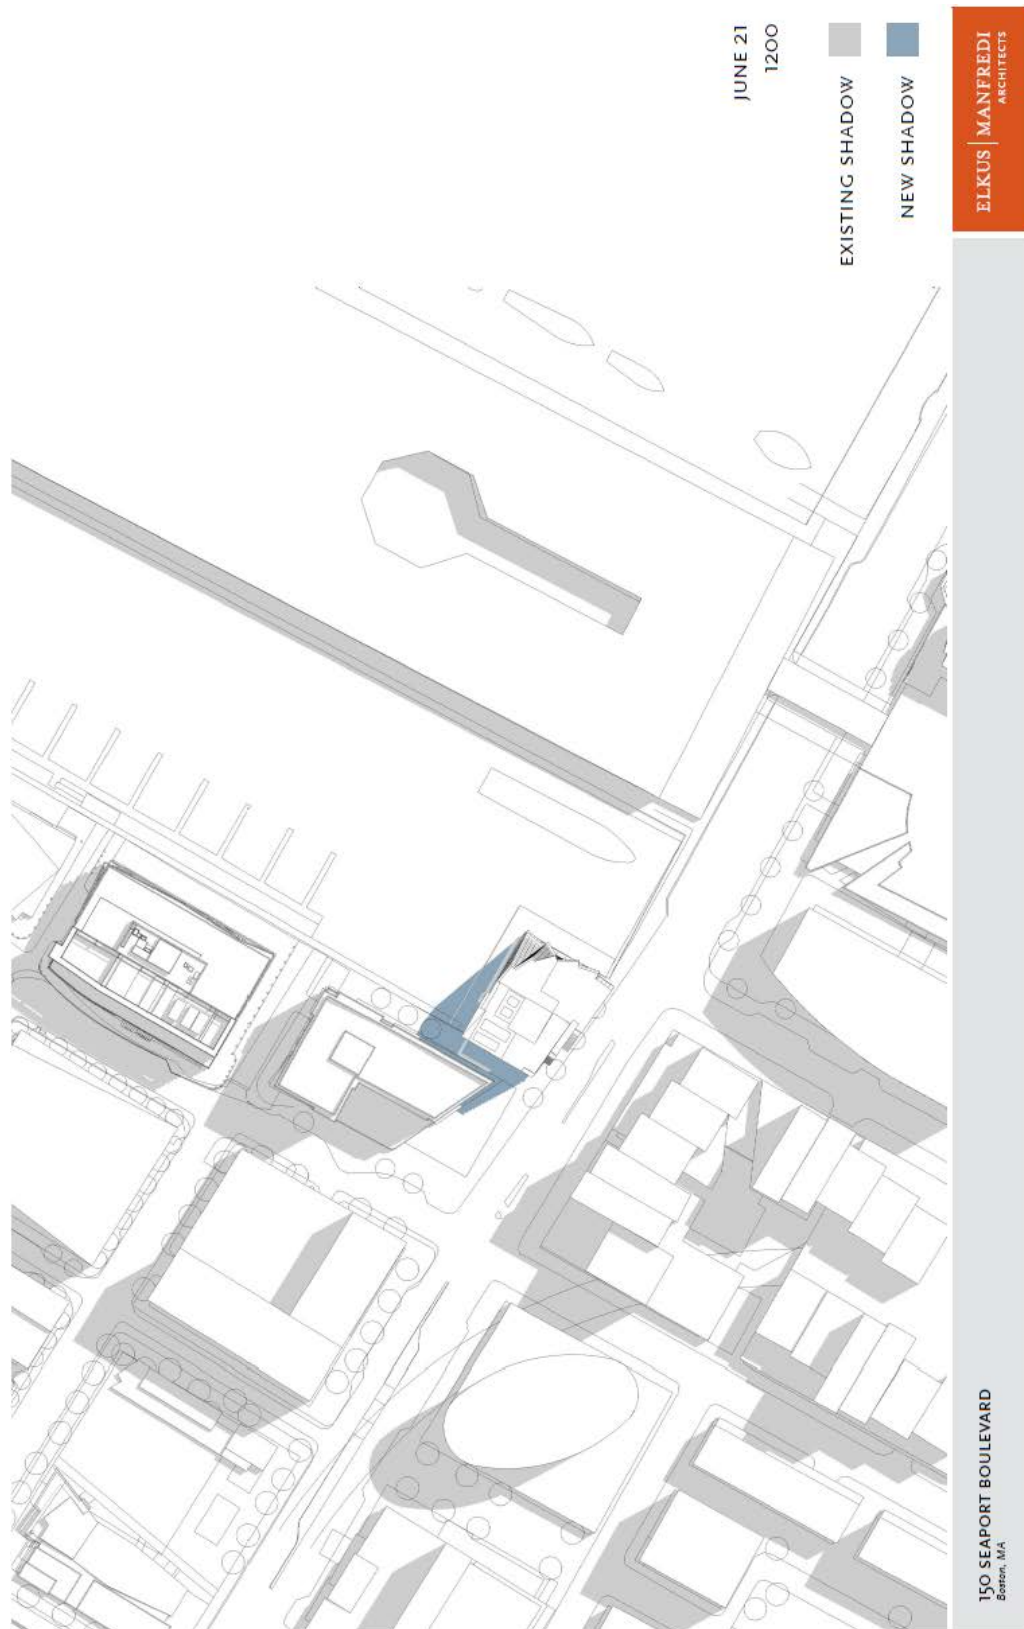 JUNE 21
1200
EXISTING SHADOW
NEW SHADOW
ELKUS | MANFREDI
ARCHITECTS
150 SEAPORT BOULEVARD
Boston, MA